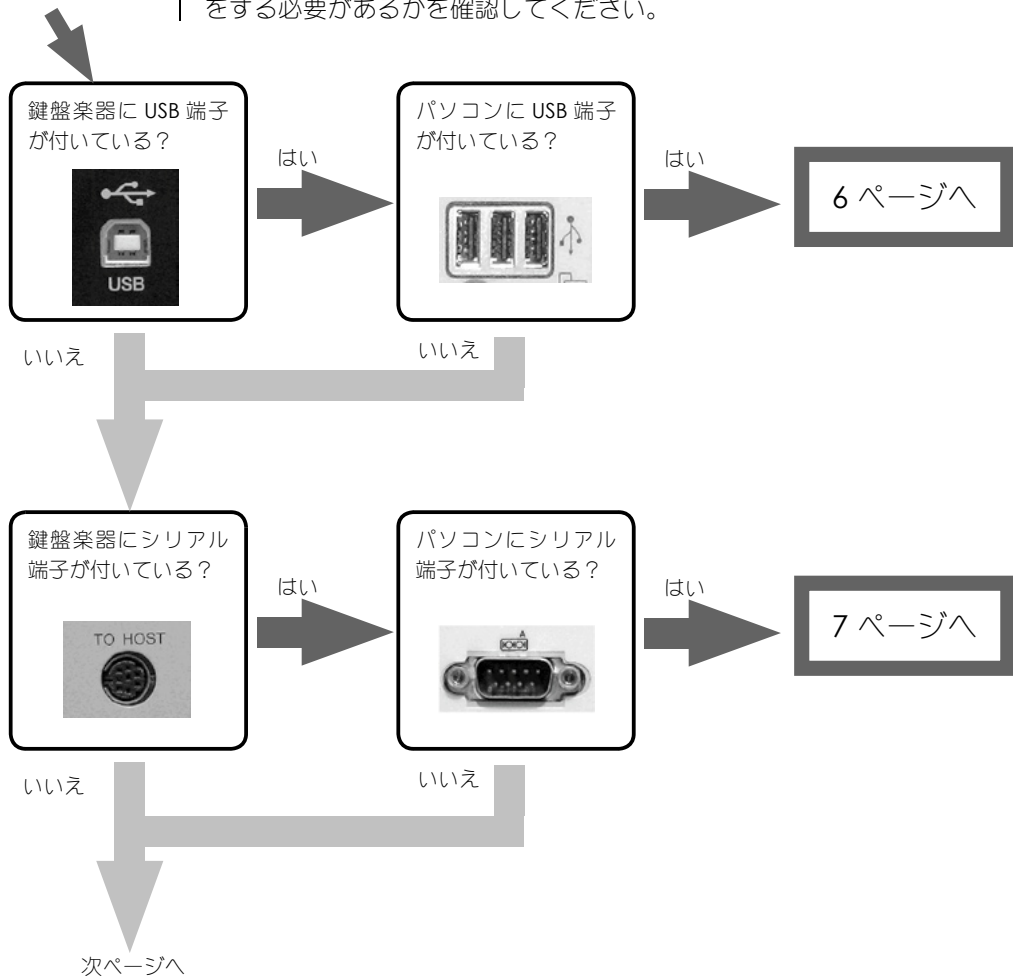 をする必要があるかを確認してください。
鍵盤楽器に USB 端子
が付いている？
USB
はい
パソコンに USB 端子
が付いている？
はい
6 ページへ
いいえ
いいえ
鍵盤楽器にシリアル
端子が付いている？
TO HOST
はい
パソコンにシリアル
端子が付いている？
A
はい
7 ページへ
いいえ
いいえ
次ページへ